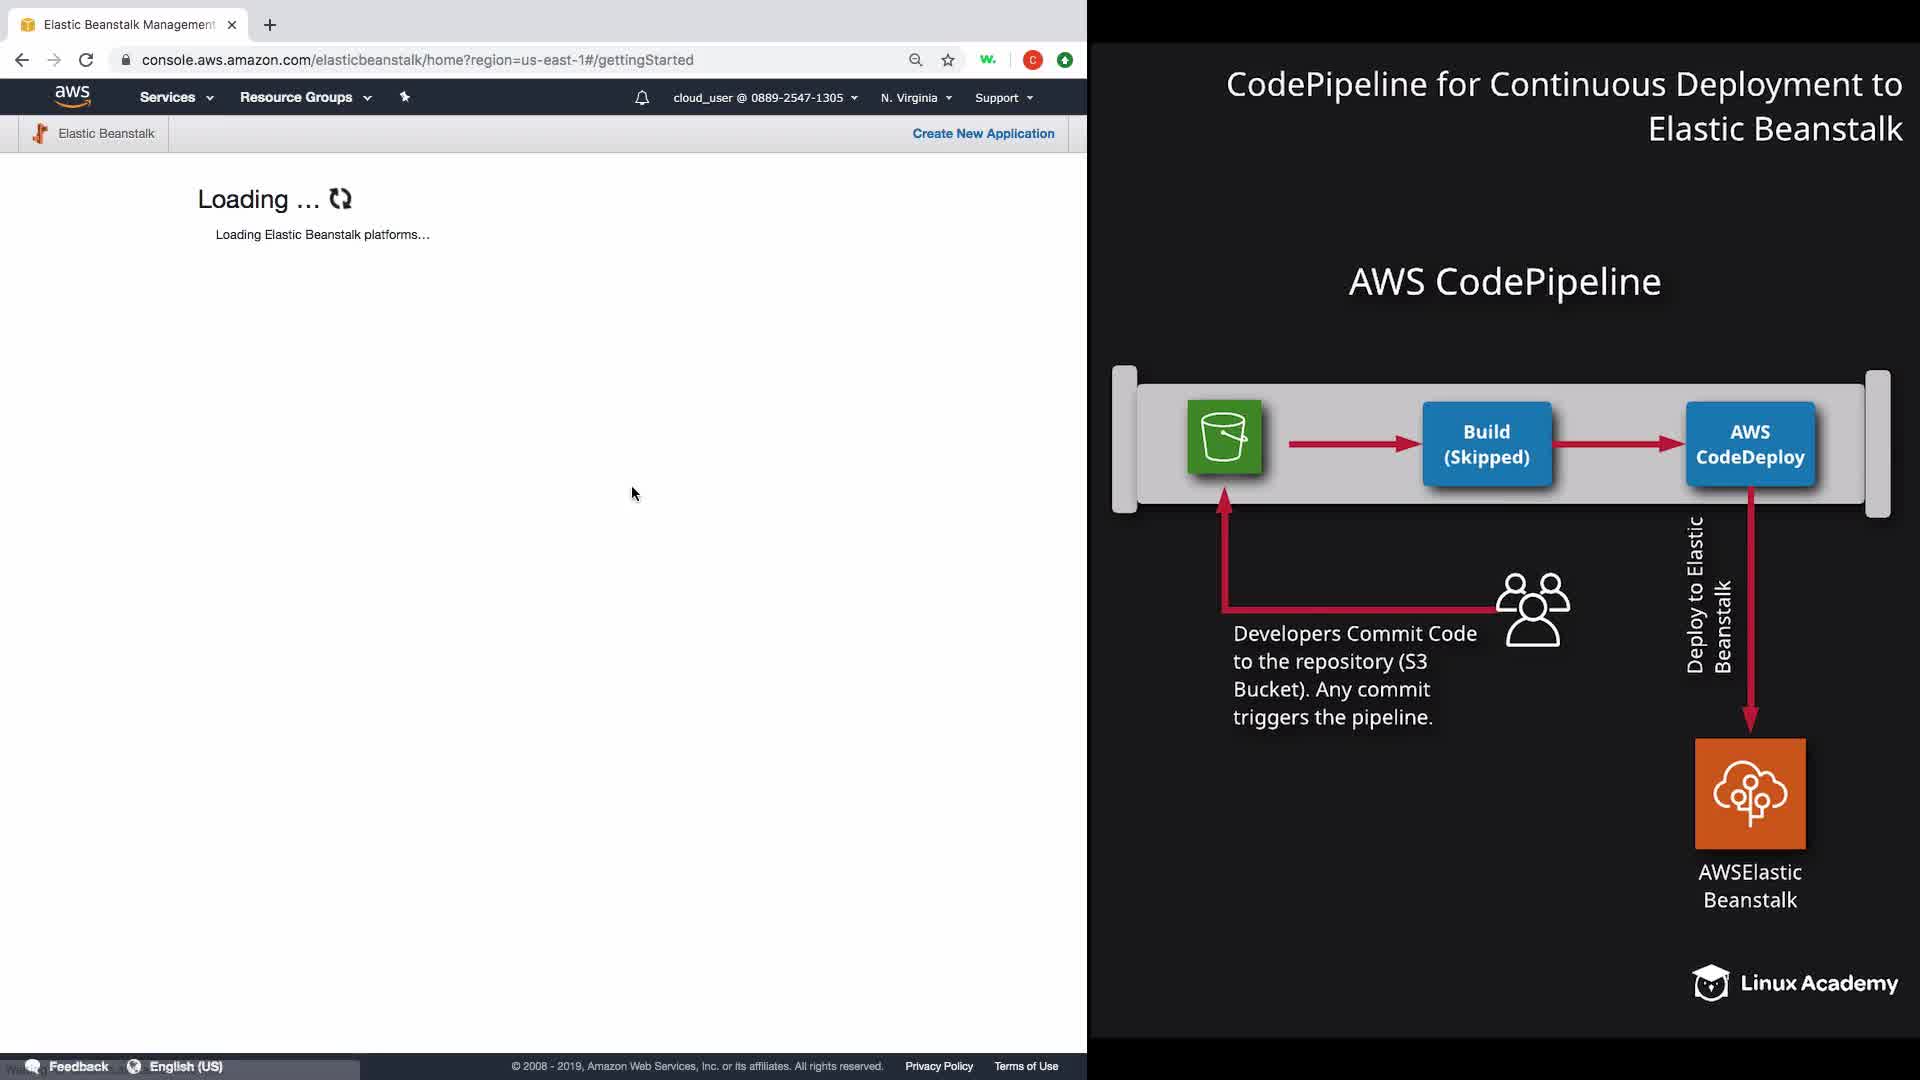 Elastic Beanstalk Management
console.aws.amazon.com/elasticbeanstalk/home?region=us-east-1#/gettingStarted
w.
C
aws
Services
Resource Groups
cloud_user @ 0889-2547-1305
N. Virginia
Support
Elastic Beanstalk
Create New Application
Loading ...
Loading Elastic Beanstalk platforms...
Feedback
English (US)
© 2008 - 2019, Amazon Web Services, Inc. or its affiliates. All rights reserved.
Privacy Policy
Terms of Use
CodePipeline for Continuous Deployment to
Elastic Beanstalk
AWS CodePipeline
Build
(Skipped)
AWS
CodeDeploy
Developers Commit Code
to the repository (S3
Bucket). Any commit
triggers the pipeline.
Deploy to Elastic
Beanstalk
AWSElastic
Beanstalk
Linux Academy